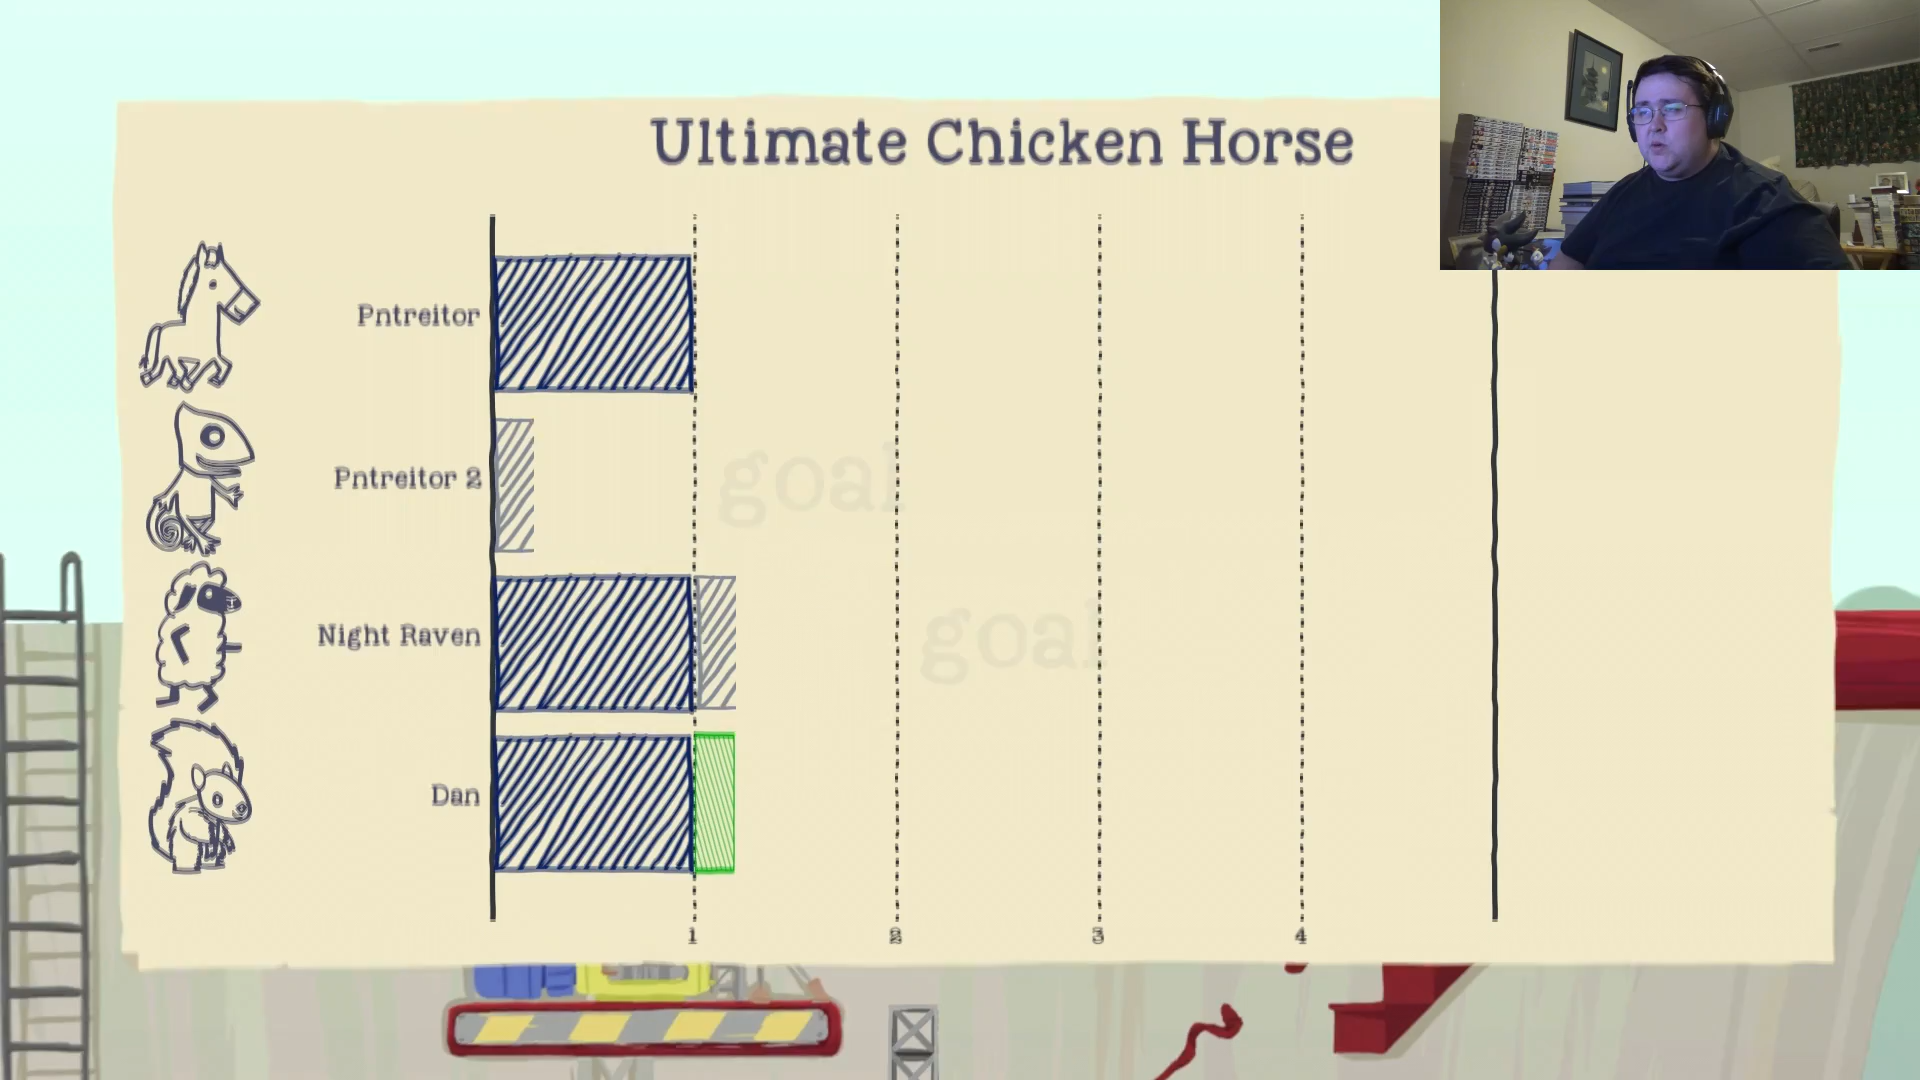 Ultimate Chicken Horse
Pntreitor
Pntreitor 2
goal
Night Raven
goal
Dan
1
2
3
4